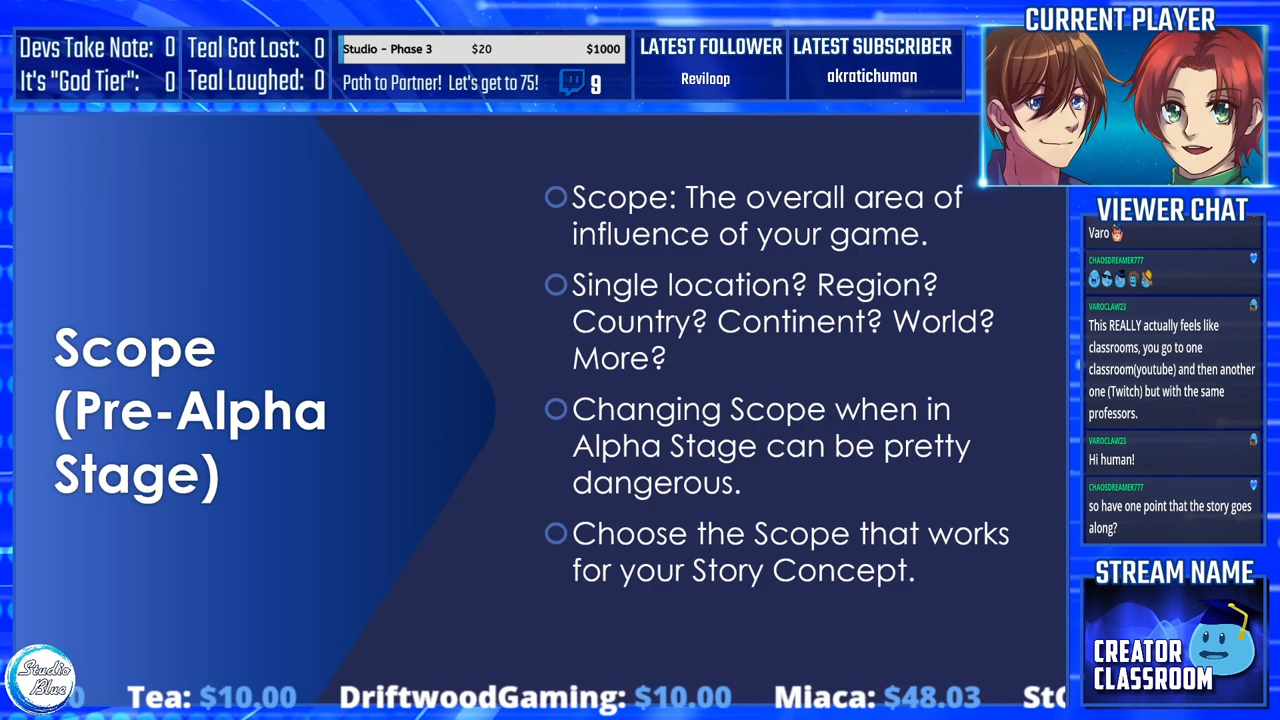 CURRENT PLAYER
Devs Take Note: 0
It's "God Tier": 0
Teal Got Lost: 0
Teal Laughed: 0
Studio - Phase 3 $20 $1000
Path to Partner! Let's get to 75! 9
LATEST FOLLOWER
Reviloop
LATEST SUBSCRIBER
akratichuman
Scope
(Pre-Alpha
Stage)
Scope: The overall area of
influence of your game.
Single location? Region?
Country? Continent? World?
More?
Changing Scope when in
Alpha Stage can be pretty
dangerous.
Choose the Scope that works
for your Story Concept.
VIEWER CHAT
Varo
CHAOSDREAMER777
VAROCLAW23
This REALLY actually feels like
classrooms, you go to one
classroom(youtube) and then another
one (Twitch) but with the same
professors.
VAROCLAW23
Hi human!
CHAOSDREAMER777
so have one point that the story goes
along?
STREAM NAME
CREATOR
CLASSROOM
Studio
Blue
0 Tea: $10.00 DriftwoodGaming: $10.00 Miaca: $48.03